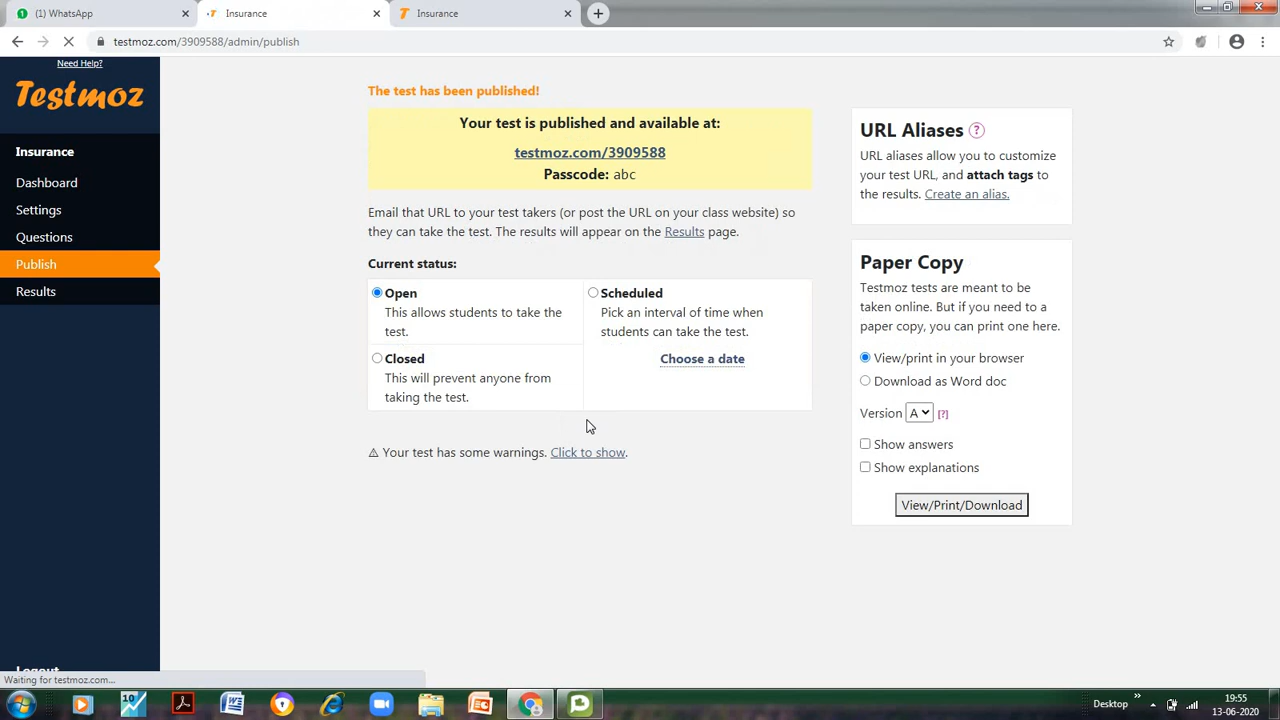 (1) WhatsApp
Insurance
Insurance
testmoz.com/3909588/admin/publish
Need Help?
Testmoz
Insurance
Dashboard
Settings
Questions
Publish
Results
The test has been published!
Your test is published and available at:
testmoz.com/3909588
Passcode: abc
Email that URL to your test takers (or post the URL on your class website) so
they can take the test. The results will appear on the Results page.
Current status:
Open
This allows students to take the
test.
Closed
This will prevent anyone from
taking the test.
Scheduled
Pick an interval of time when
students can take the test.
Choose a date
⚠ Your test has some warnings. Click to show.
URL Aliases ?
URL aliases allow you to customize
your test URL, and attach tags to
the results. Create an alias.
Paper Copy
Testmoz tests are meant to be
taken online. But if you need to a
paper copy, you can print one here.
View/print in your browser
Download as Word doc
Version A [?]
Show answers
Show explanations
View/Print/Download
Logout
Waiting for testmoz.com...
10
Desktop
19:55
13-06-2020